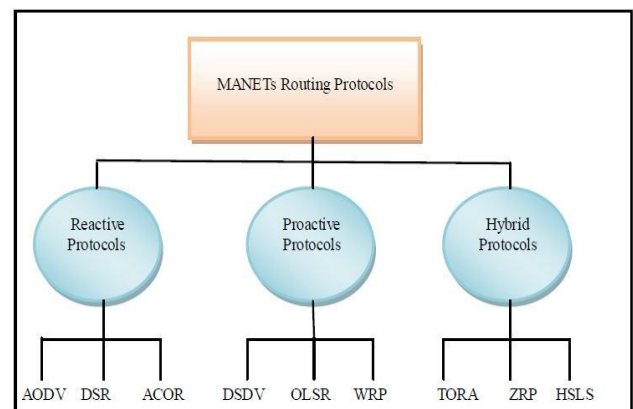 MANETs Routing Protocols
Reactive
Protocols
Proactive
Protocols
Hybrid
Protocols
AODV DSR ACOR DSDV OLSR WRP TORA ZRP HSLS